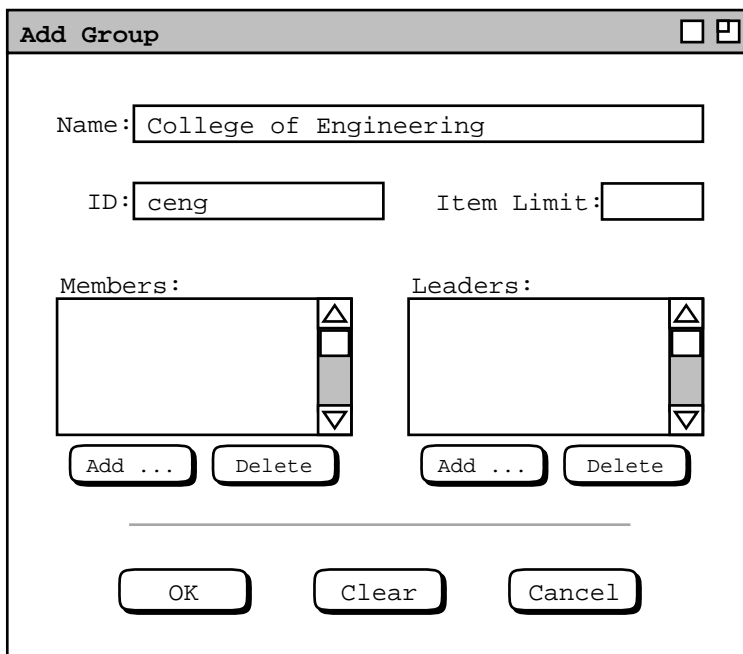 Add Group
Name: College of Engineering
ID: ceng Item Limit:
Members: Leaders:
Add ... Delete Add ... Delete
OK Clear Cancel